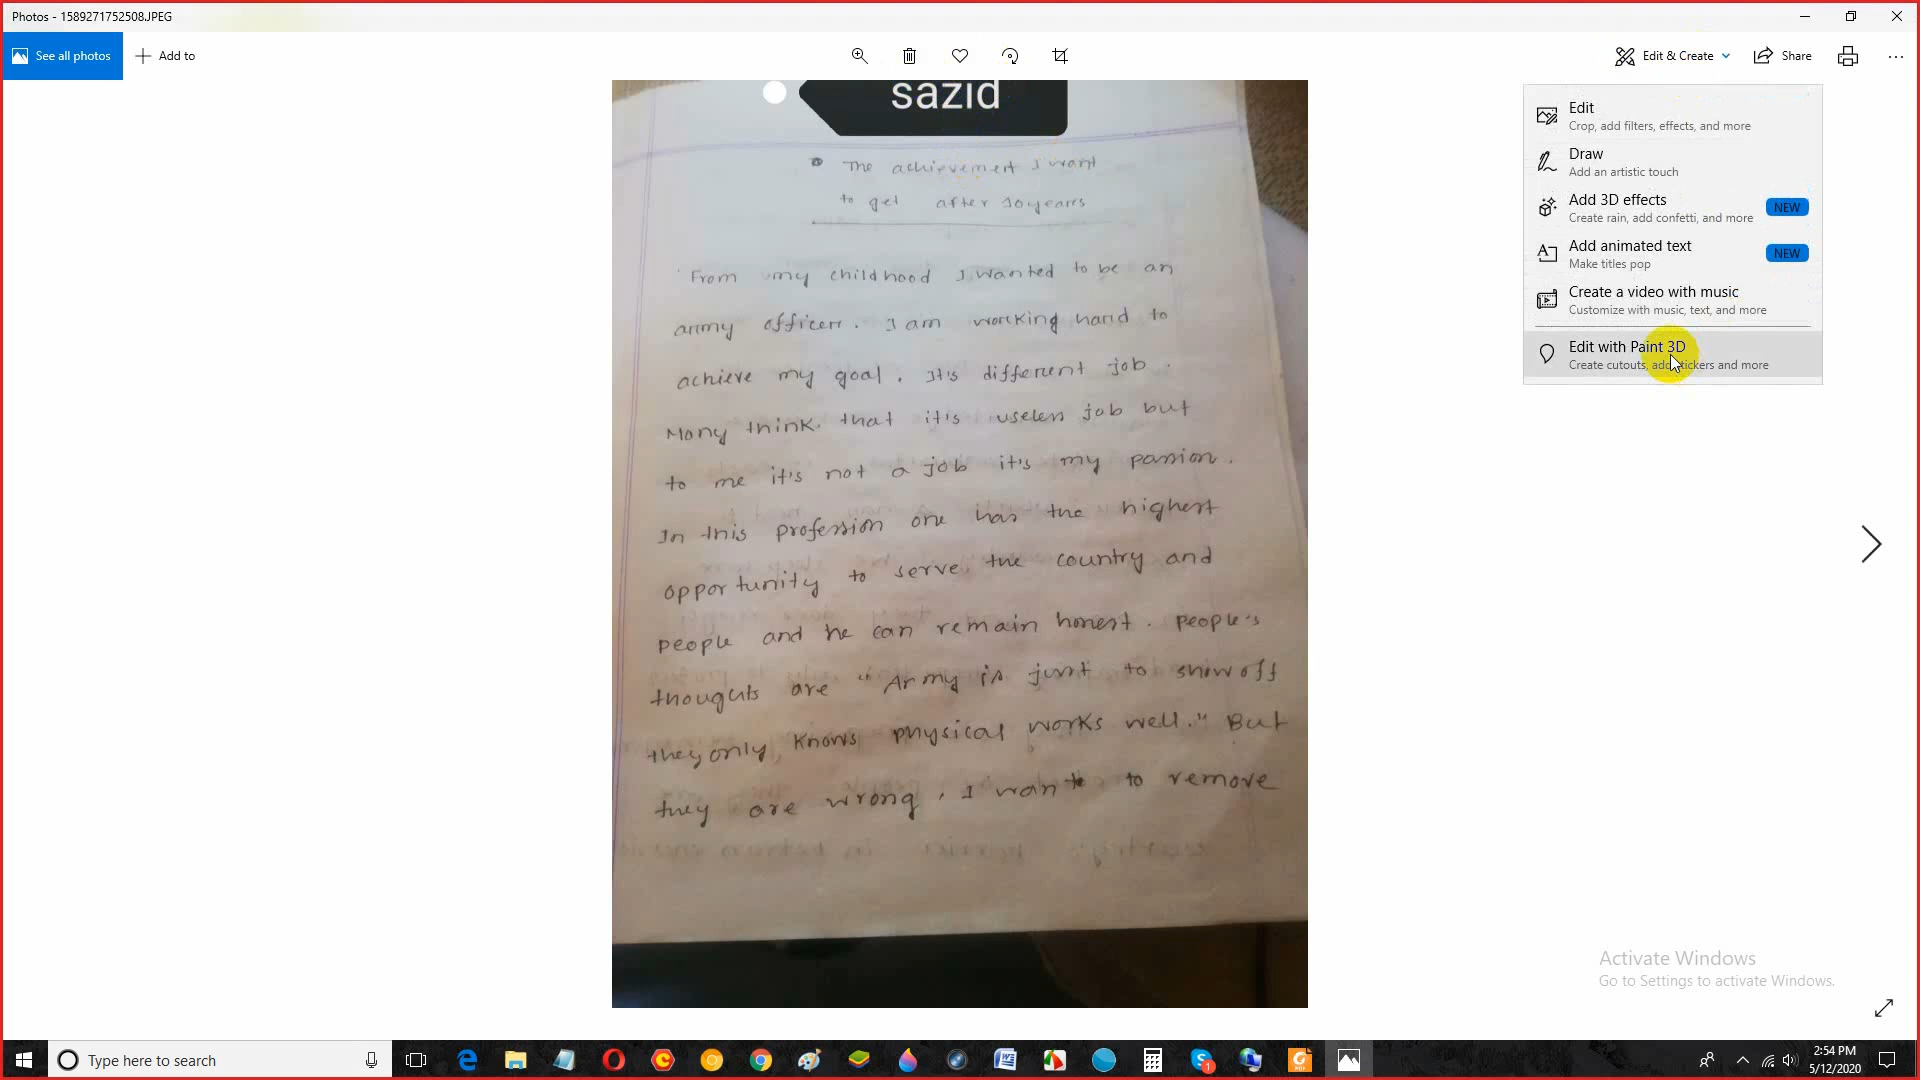 Photos - 1589271752508.JPEG
See all photos
Add to
Edit & Create
Share
Edit
Crop, add filters, effects, and more
Draw
Add an artistic touch
Add 3D effects
Create rain, add confetti, and more
NEW
Add animated text
Make titles pop
NEW
Create a video with music
Customize with music, text, and more
Edit with Paint 3D
Create cutouts, add stickers and more
sazid
The achievement I want
to get after 10 years
From my childhood I wanted to be an
army officer. I am working hard to
achieve my goal. It's different job.
Many think that it's useless job but
to me it's not a job it's my passion.
In this profession one has the highest
opportunity to serve the country and
people and he can remain honest. people's
thoughts are "Army is just to show off
they only knows physical works well." But
they are wrong. I want to remove
Activate Windows
Go to Settings to activate Windows.
Type here to search
2:54 PM
5/12/2020